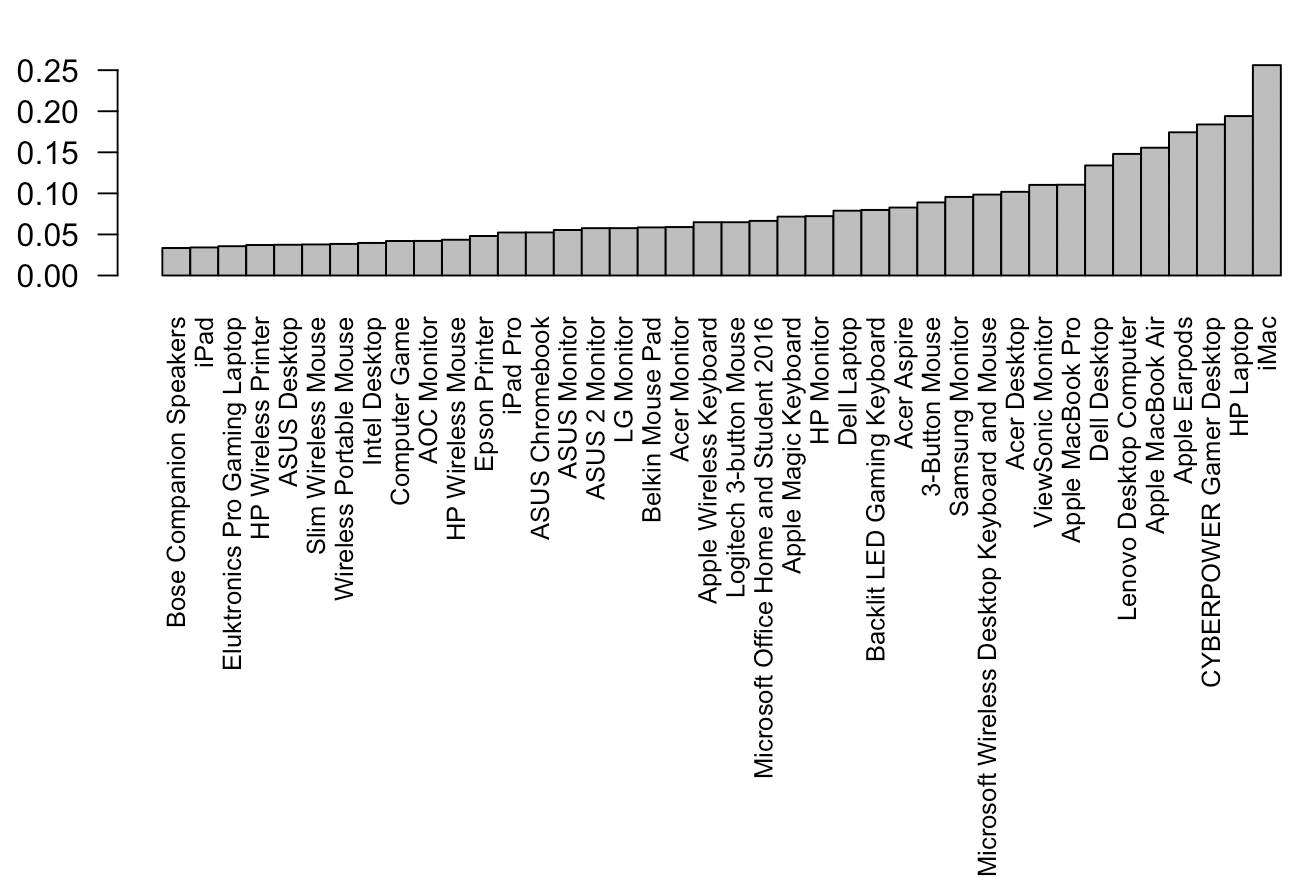 0.25
0.20
0.15
0.10
0.05
0.00
Bose Companion Speakers
iPad
Eluktronics Pro Gaming Laptop
HP Wireless Printer
ASUS Desktop
Slim Wireless Mouse
Wireless Portable Mouse
Intel Desktop
Computer Game
AOC Monitor
HP Wireless Mouse
Epson Printer
iPad Pro
ASUS Chromebook
ASUS Monitor
ASUS 2 Monitor
LG Monitor
Belkin Mouse Pad
Acer Monitor
Apple Wireless Keyboard
Logitech 3-button Mouse
Microsoft Office Home and Student 2016
Apple Magic Keyboard
HP Monitor
Dell Laptop
Backlit LED Gaming Keyboard
Acer Aspire
3-Button Mouse
Samsung Monitor
Microsoft Wireless Desktop Keyboard and Mouse
Acer Desktop
ViewSonic Monitor
Apple MacBook Pro
Dell Desktop
Lenovo Desktop Computer
Apple MacBook Air
Apple Earpods
CYBERPOWER Gamer Desktop
HP Laptop
iMac